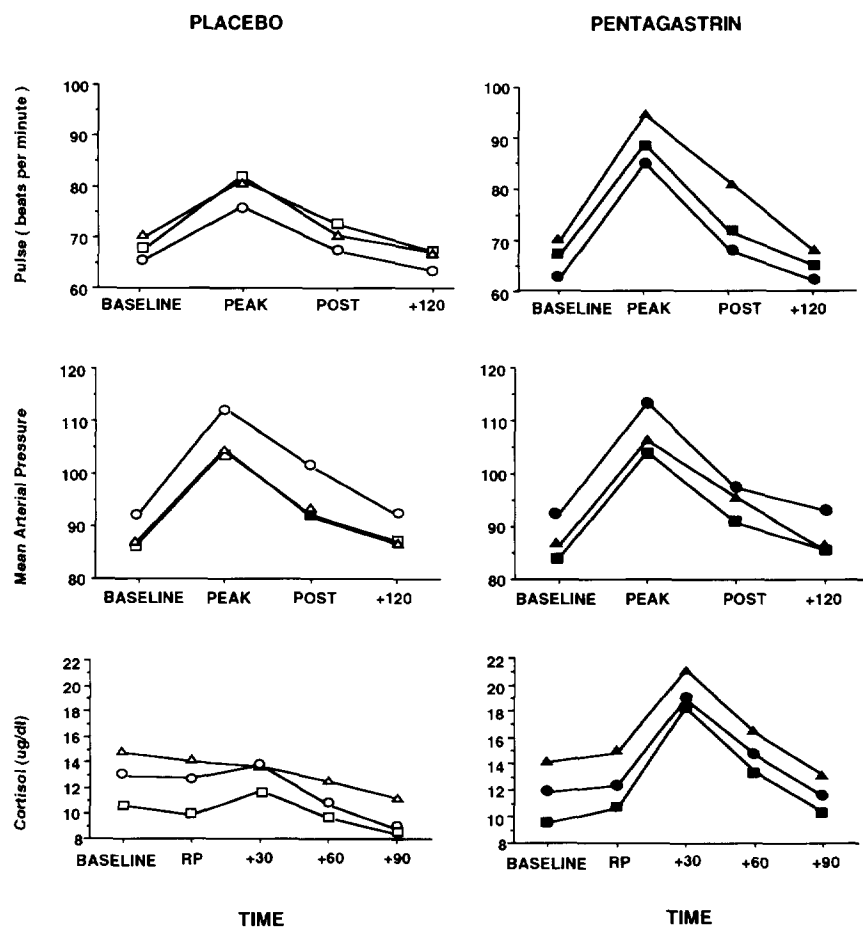 PLACEBO
PENTAGASTRIN
Pulse ( beats per minute )
100
90
80
70
60
BASELINE PEAK POST +120
100
90
80
70
60
BASELINE PEAK POST +120
Mean Arterial Pressure
120
110
100
90
80
BASELINE PEAK POST +120
120
110
100
90
80
BASELINE PEAK POST +120
Cortisol (ug/dl)
22
20
18
16
14
12
10
8
BASELINE RP +30 +60 +90
22
20
18
16
14
12
10
8
BASELINE RP +30 +60 +90
TIME
TIME